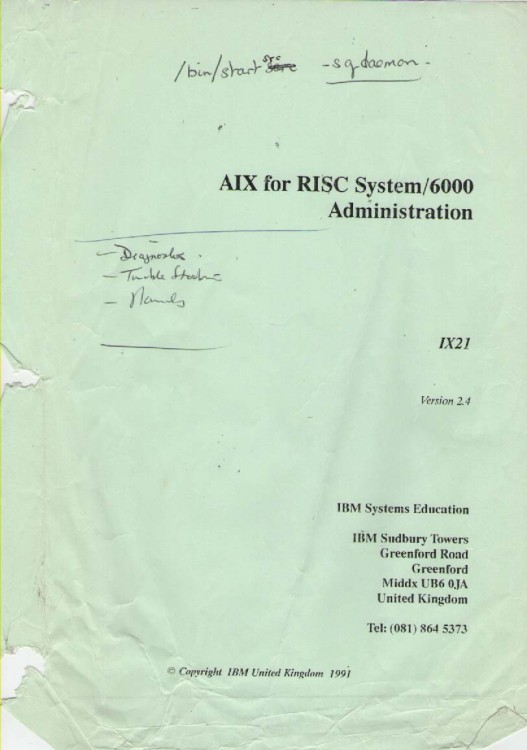 /bin/start src - sqdaemon -
AIX for RISC System/6000
Administration
- Diagnostics
- Trouble Shooting
- Manuals
IX21
Version 2.4
IBM Systems Education
IBM Sudbury Towers
Greenford Road
Greenford
Middx UB6 0JA
United Kingdom
Tel: (081) 864 5373
© Copyright IBM United Kingdom 1991